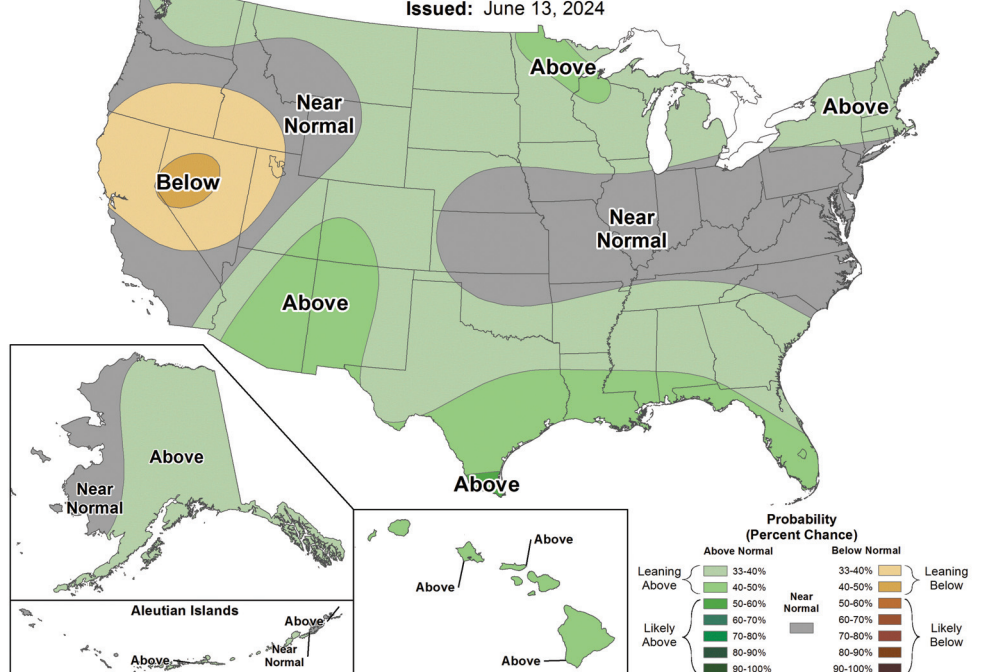 Issued: June 13, 2024
Above
Near
Normal
Above
Below
Near
Normal
Above
Above
Near
Normal
Above
Aleutian Islands
Above
Near
Normal
Above
Above
Above
Above
Probability
(Percent Chance)
Above Normal
Below Normal
Leaning
Above
33-40%
40-50%
Likely
Above
50-60%
60-70%
70-80%
80-90%
90-100%
Near
Normal
33-40%
40-50%
Leaning
Below
50-60%
60-70%
70-80%
80-90%
90-100%
Likely
Below